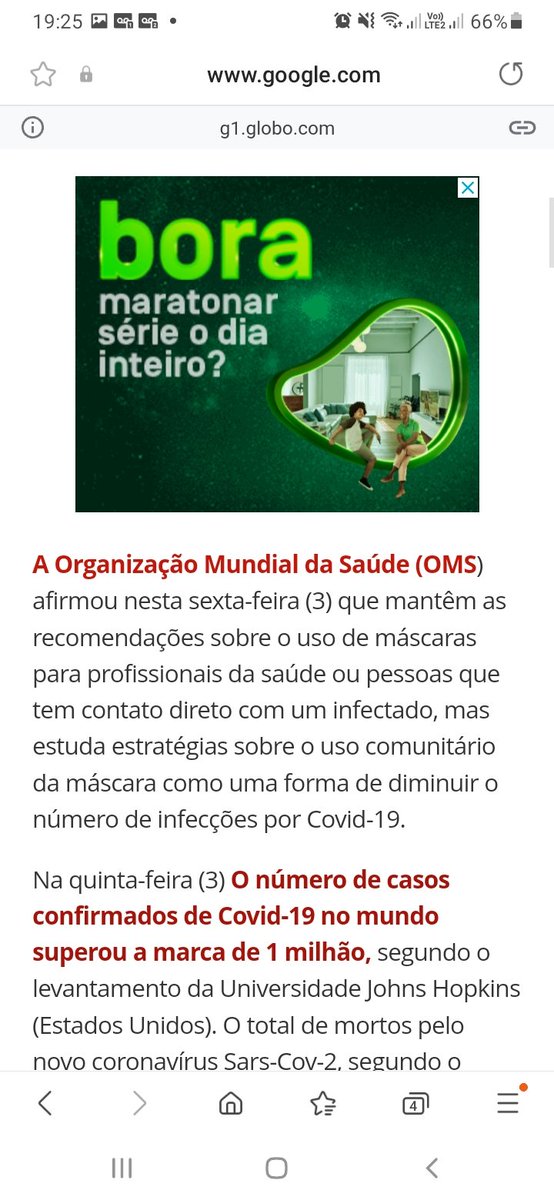 19:25
66%
www.google.com
g1.globo.com
bora
maratonar
série o dia
inteiro?
A Organização Mundial da Saúde (OMS)
afirmou nesta sexta-feira (3) que mantêm as
recomendações sobre o uso de máscaras
para profissionais da saúde ou pessoas que
tem contato direto com um infectado, mas
estuda estratégias sobre o uso comunitário
da máscara como uma forma de diminuir o
número de infecções por Covid-19.
Na quinta-feira (3) O número de casos
confirmados de Covid-19 no mundo
superou a marca de 1 milhão, segundo o
levantamento da Universidade Johns Hopkins
(Estados Unidos). O total de mortos pelo
novo coronavírus Sars-Cov-2, segundo o
4